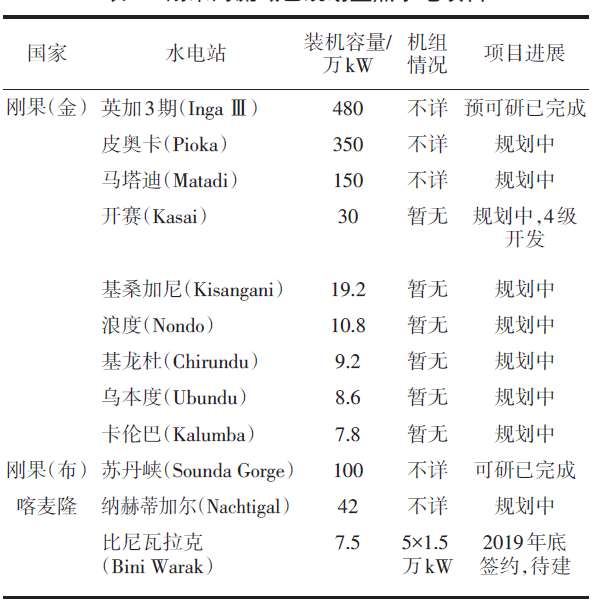 国家 水电站 装机容量/万kW 机组情况 项目进展
刚果(金) 英加3期(Inga Ⅲ) 480 不详 预可研已完成
皮奥卡(Pioka) 350 不详 规划中
马塔迪(Matadi) 150 不详 规划中
开赛(Kasai) 30 暂无 规划中,4级开发
基桑加尼(Kisangani) 19.2 暂无 规划中
浪度(Nondo) 10.8 暂无 规划中
基龙杜(Chirundu) 9.2 暂无 规划中
乌本度(Ubundu) 8.6 暂无 规划中
卡伦巴(Kalumba) 7.8 暂无 规划中
刚果(布) 苏丹峡(Sounda Gorge) 100 不详 可研已完成
喀麦隆 纳赫蒂加尔(Nachtigal) 42 不详 规划中
比尼瓦拉克(Bini Warak) 7.5 5×1.5万kW 2019年底签约,待建